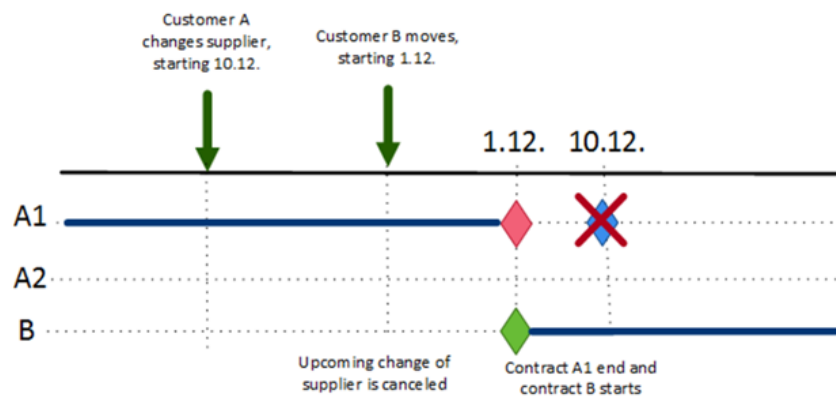 Customer A
changes supplier,
starting 10.12.
Customer B moves,
starting 1.12.
1.12.
10.12.
A1
A2
B
Upcoming change of
supplier is canceled
Contract A1 end and
contract B starts